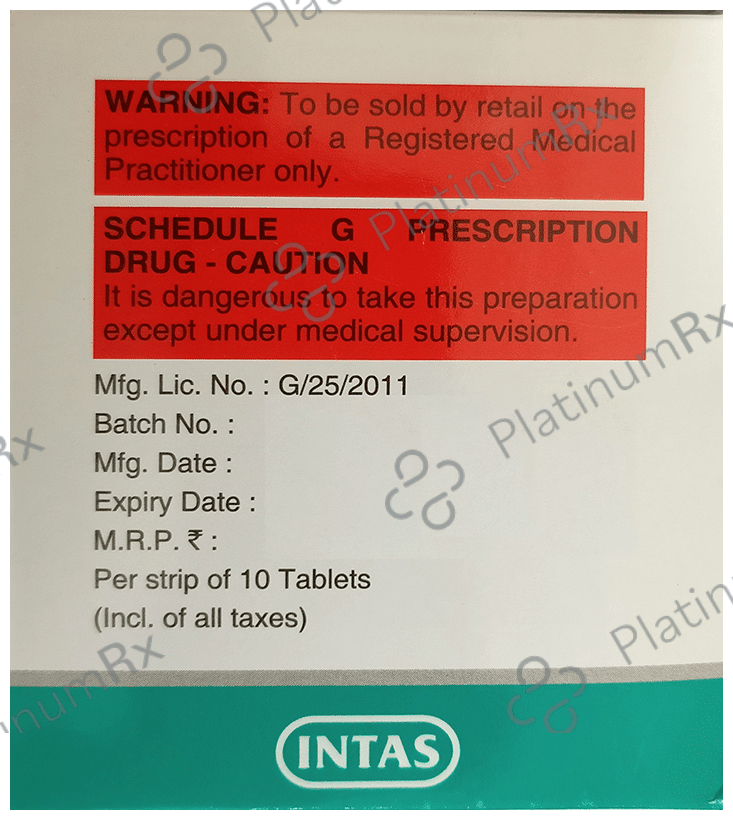 WARNING: To be sold by retail on the
prescription of a Registered Medical
Practitioner only.
SCHEDULE G PRESCRIPTION
DRUG - CAUTION
It is dangerous to take this preparation
except under medical supervision.
Mfg. Lic. No. : G/25/2011
Batch No. :
Mfg. Date :
Expiry Date :
M.R.P. ₹ :
Per strip of 10 Tablets
(Incl. of all taxes)
INTAS
PlatinumRx
PlatinumRx